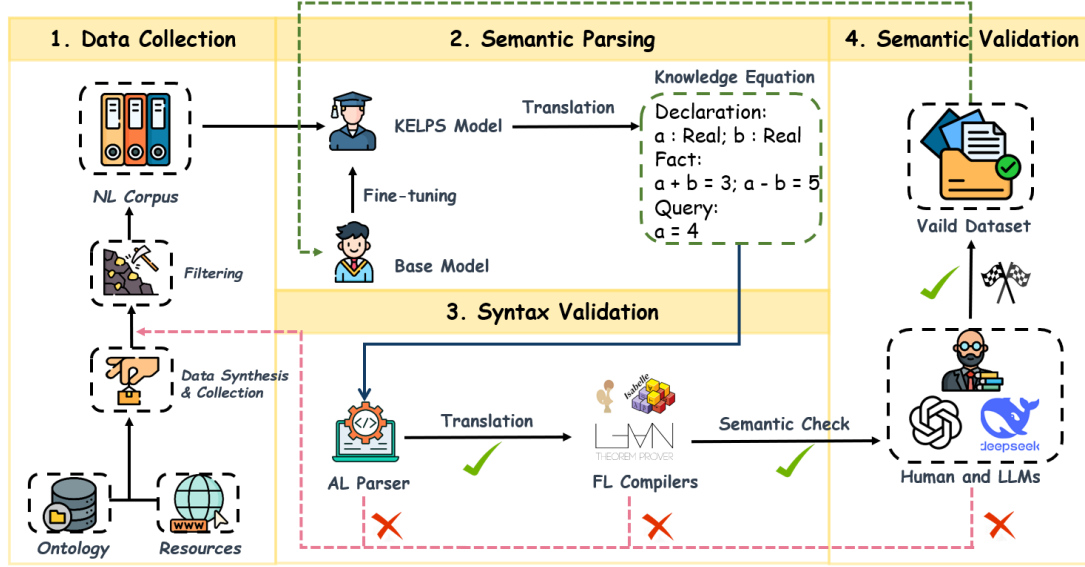 1. Data Collection
NL Corpus
Filtering
Data Synthesis
& Collection
Ontology
WWW
Resources
2. Semantic Parsing
KELPS Model
Translation
Fine-tuning
Base Model
Knowledge Equation
Declaration:
a : Real; b : Real
Fact:
a + b = 3; a - b = 5
Query:
a = 4
3. Syntax Validation
AL Parser
Translation
Isabelle
LEAN
THEOREM PROVER
FL Compilers
Semantic Check
4. Semantic Validation
Vaild Dataset
deepseek
Human and LLMs